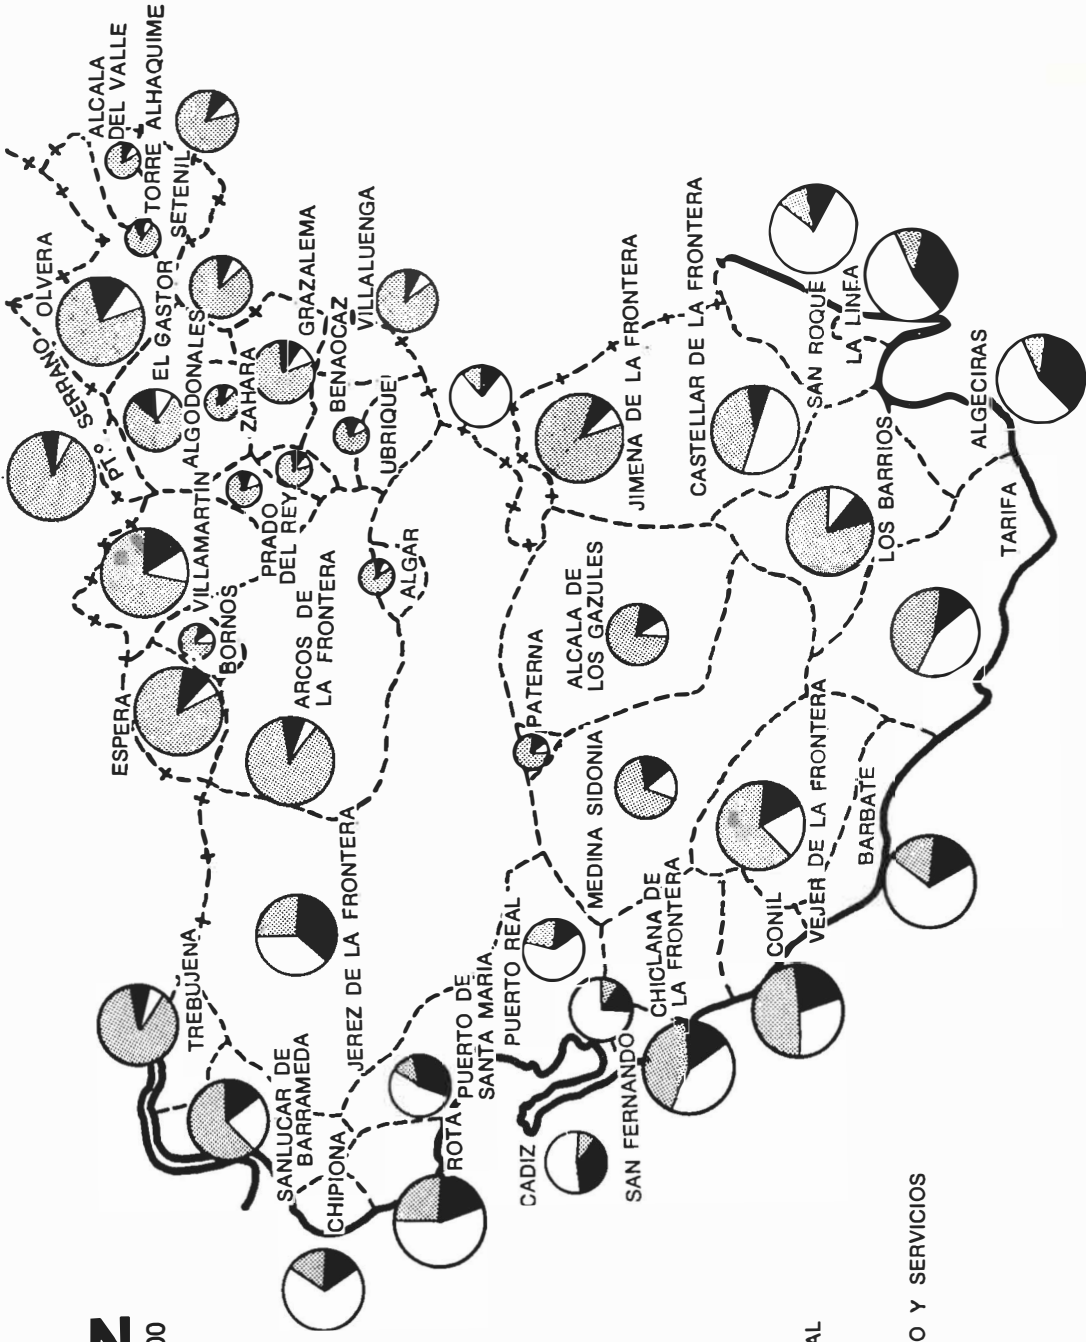 ALCALA
DEL VALLE
TORRE ALHAQUIME
SETENIL
OLVERA
PTº SERRANO
EL GASTOR
ALGODONALES
ZAHARA
GRAZALEMA
BENAOCAZ
VILLALUENGA
UBRIQUE
VILLAMARTIN
PRADO
DEL REY
BORNOS
ESPERA
ARCOS DE
LA FRONTERA
ALGAR
JIMENA DE LA FRONTERA
CASTELLAR DE LA FRONTERA
SAN ROQUE
LA LINEA
ALGECIRAS
LOS BARRIOS
TARIFA
ALCALA DE
LOS GAZULES
PATERNA
MEDINA SIDONIA
VEJER DE LA FRONTERA
BARBATE
CONIL
CHICLANA DE
LA FRONTERA
PUERTO REAL
PUERTO DE
SANTA MARIA
JEREZ DE LA FRONTERA
TREBUJENA
SANLUCAR DE
BARRAMEDA
CHIPIONA
ROTA
CADIZ
SAN FERNANDO
N
00
AL
O Y SERVICIOS